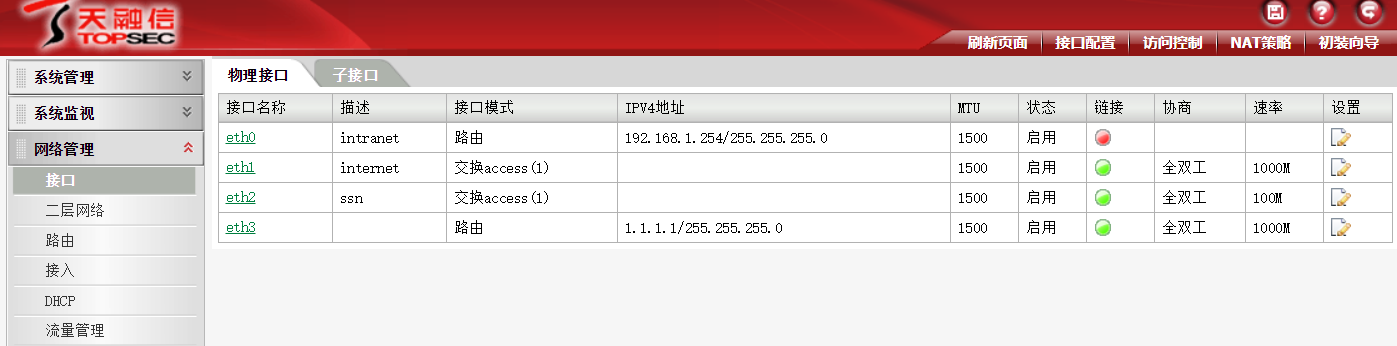 天融信
TOPSEC
刷新页面 接口配置 访问控制 NAT策略 初装向导
系统管理
系统监视
网络管理
接口
二层网络
路由
接入
DHCP
流量管理
物理接口 子接口
接口名称 描述 接口模式 IPV4地址 MTU 状态 链接 协商 速率 设置
eth0 intranet 路由 192.168.1.254/255.255.255.0 1500 启用
eth1 internet 交换access(1) 1500 启用 全双工 1000M
eth2 ssn 交换access(1) 1500 启用 全双工 100M
eth3 路由 1.1.1.1/255.255.255.0 1500 启用 全双工 1000M